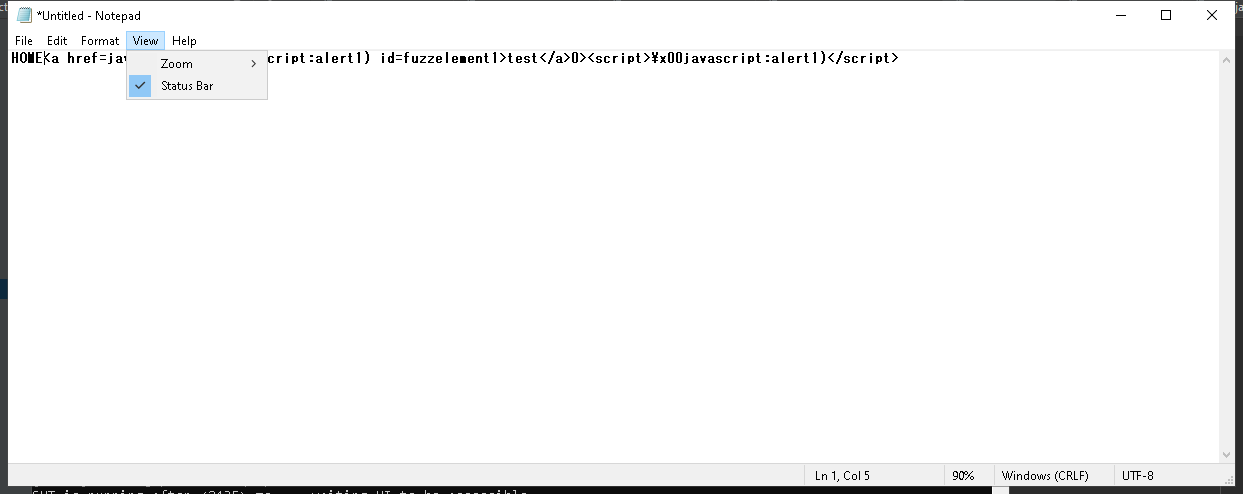 *Untitled - Notepad
File Edit Format View Help
HOME<a href=jav cript:alert1) id=fuzzelement1>test</a>0><script>¥x00javascript:alert1)</script>
Zoom >
Status Bar
Ln 1, Col 5 90% Windows (CRLF) UTF-8